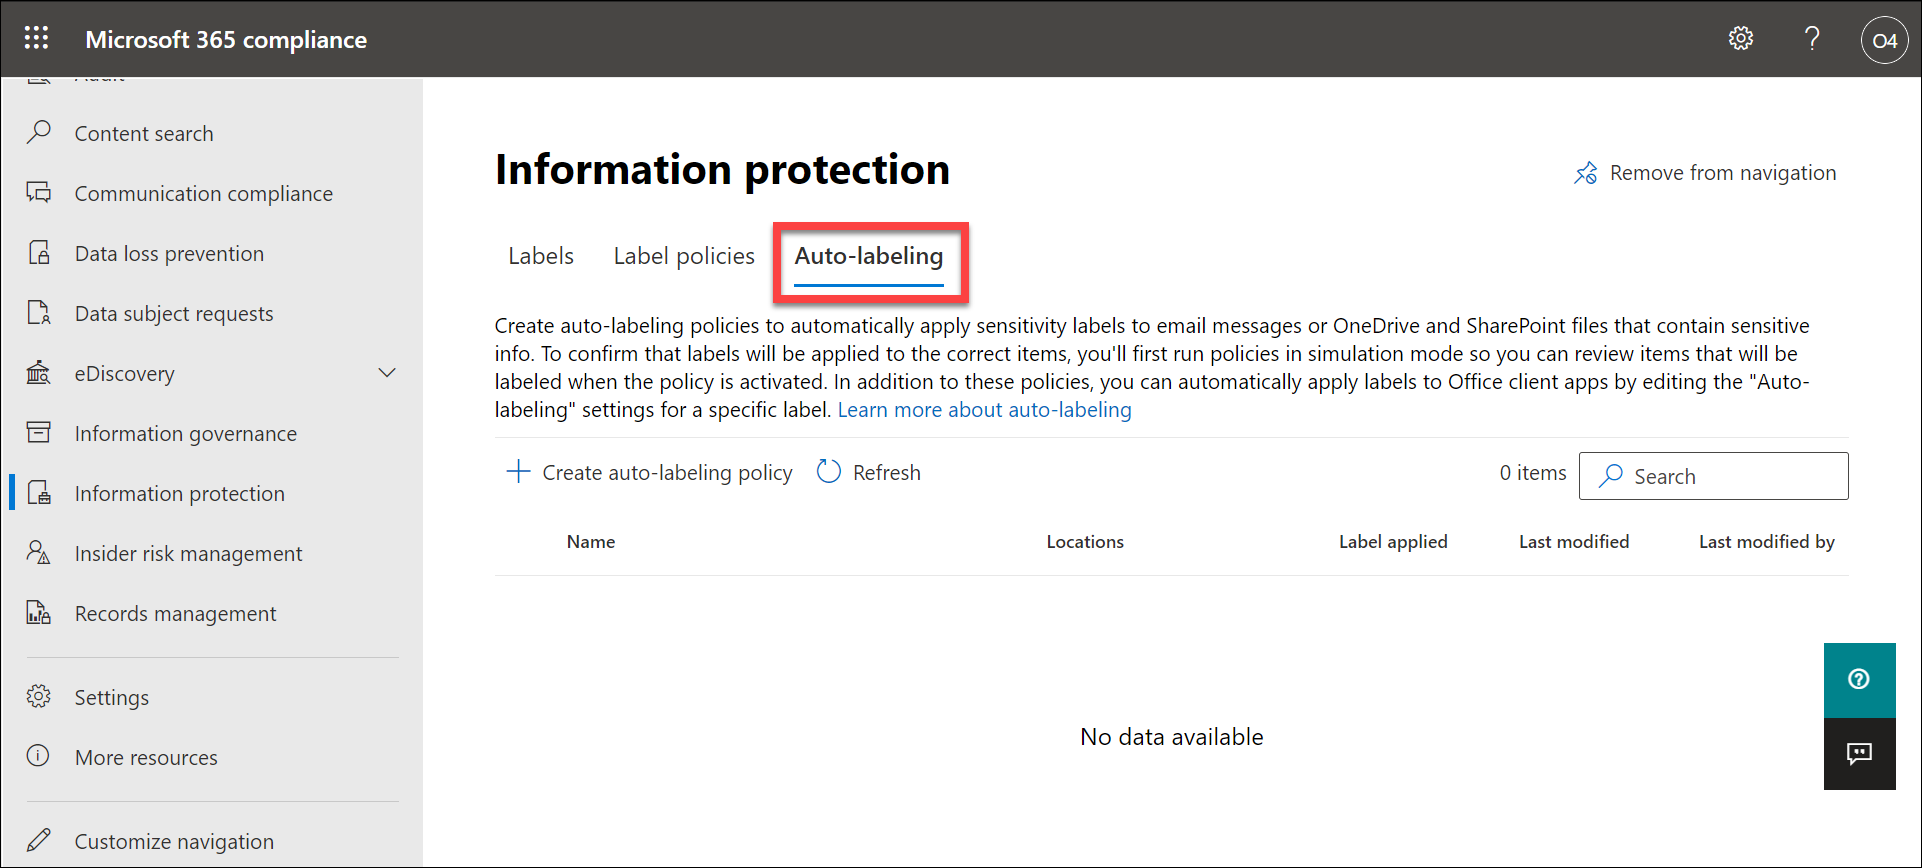 Microsoft 365 compliance
O4
Audit
Content search
Communication compliance
Data loss prevention
Data subject requests
eDiscovery
Information governance
Information protection
Insider risk management
Records management
Settings
More resources
Customize navigation
Information protection
Remove from navigation
Labels
Label policies
Auto-labeling
Create auto-labeling policies to automatically apply sensitivity labels to email messages or OneDrive and SharePoint files that contain sensitive
info. To confirm that labels will be applied to the correct items, you'll first run policies in simulation mode so you can review items that will be
labeled when the policy is activated. In addition to these policies, you can automatically apply labels to Office client apps by editing the "Auto-
labeling" settings for a specific label. Learn more about auto-labeling
Create auto-labeling policy
Refresh
0 items
Search
Name
Locations
Label applied
Last modified
Last modified by
No data available